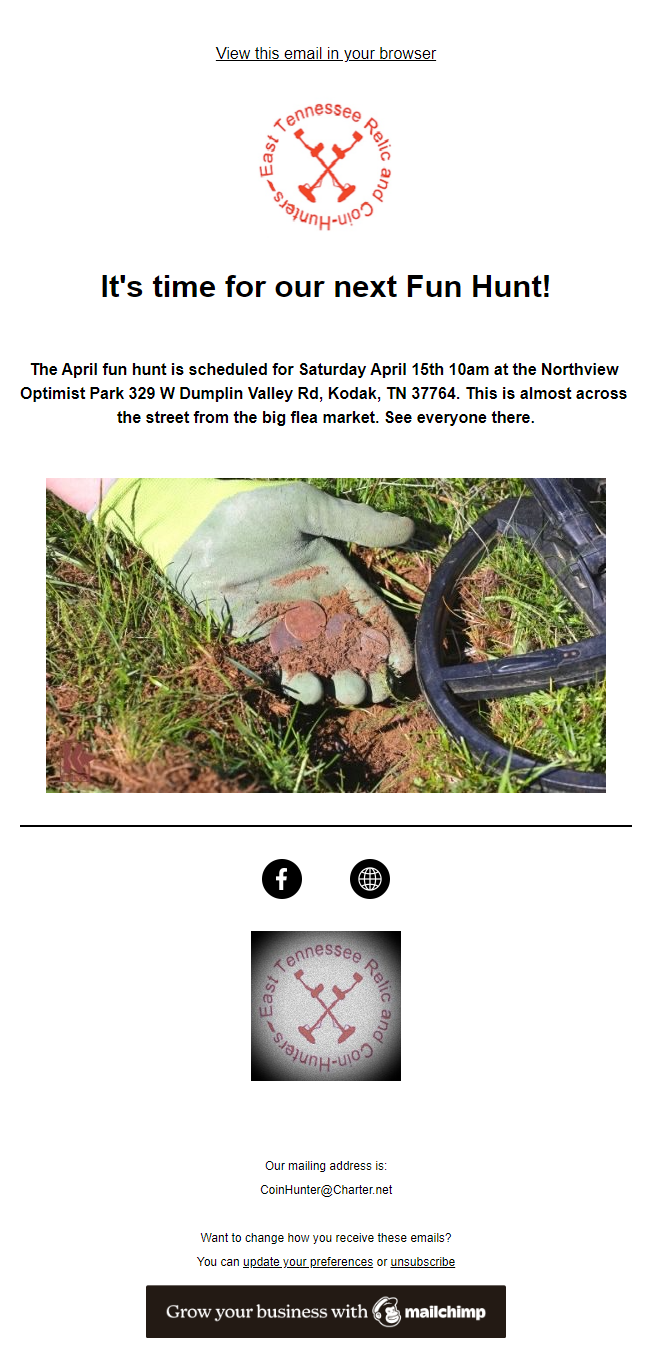 View this email in your browser
East Tennessee Relic and Coin-Hunters
It's time for our next Fun Hunt!
The April fun hunt is scheduled for Saturday April 15th 10am at the Northview
Optimist Park 329 W Dumplin Valley Rd, Kodak, TN 37764. This is almost across
the street from the big flea market. See everyone there.
East Tennessee Relic and Coin-Hunters
Our mailing address is:
CoinHunter@Charter.net
Want to change how you receive these emails?
You can update your preferences or unsubscribe
Grow your business with mailchimp